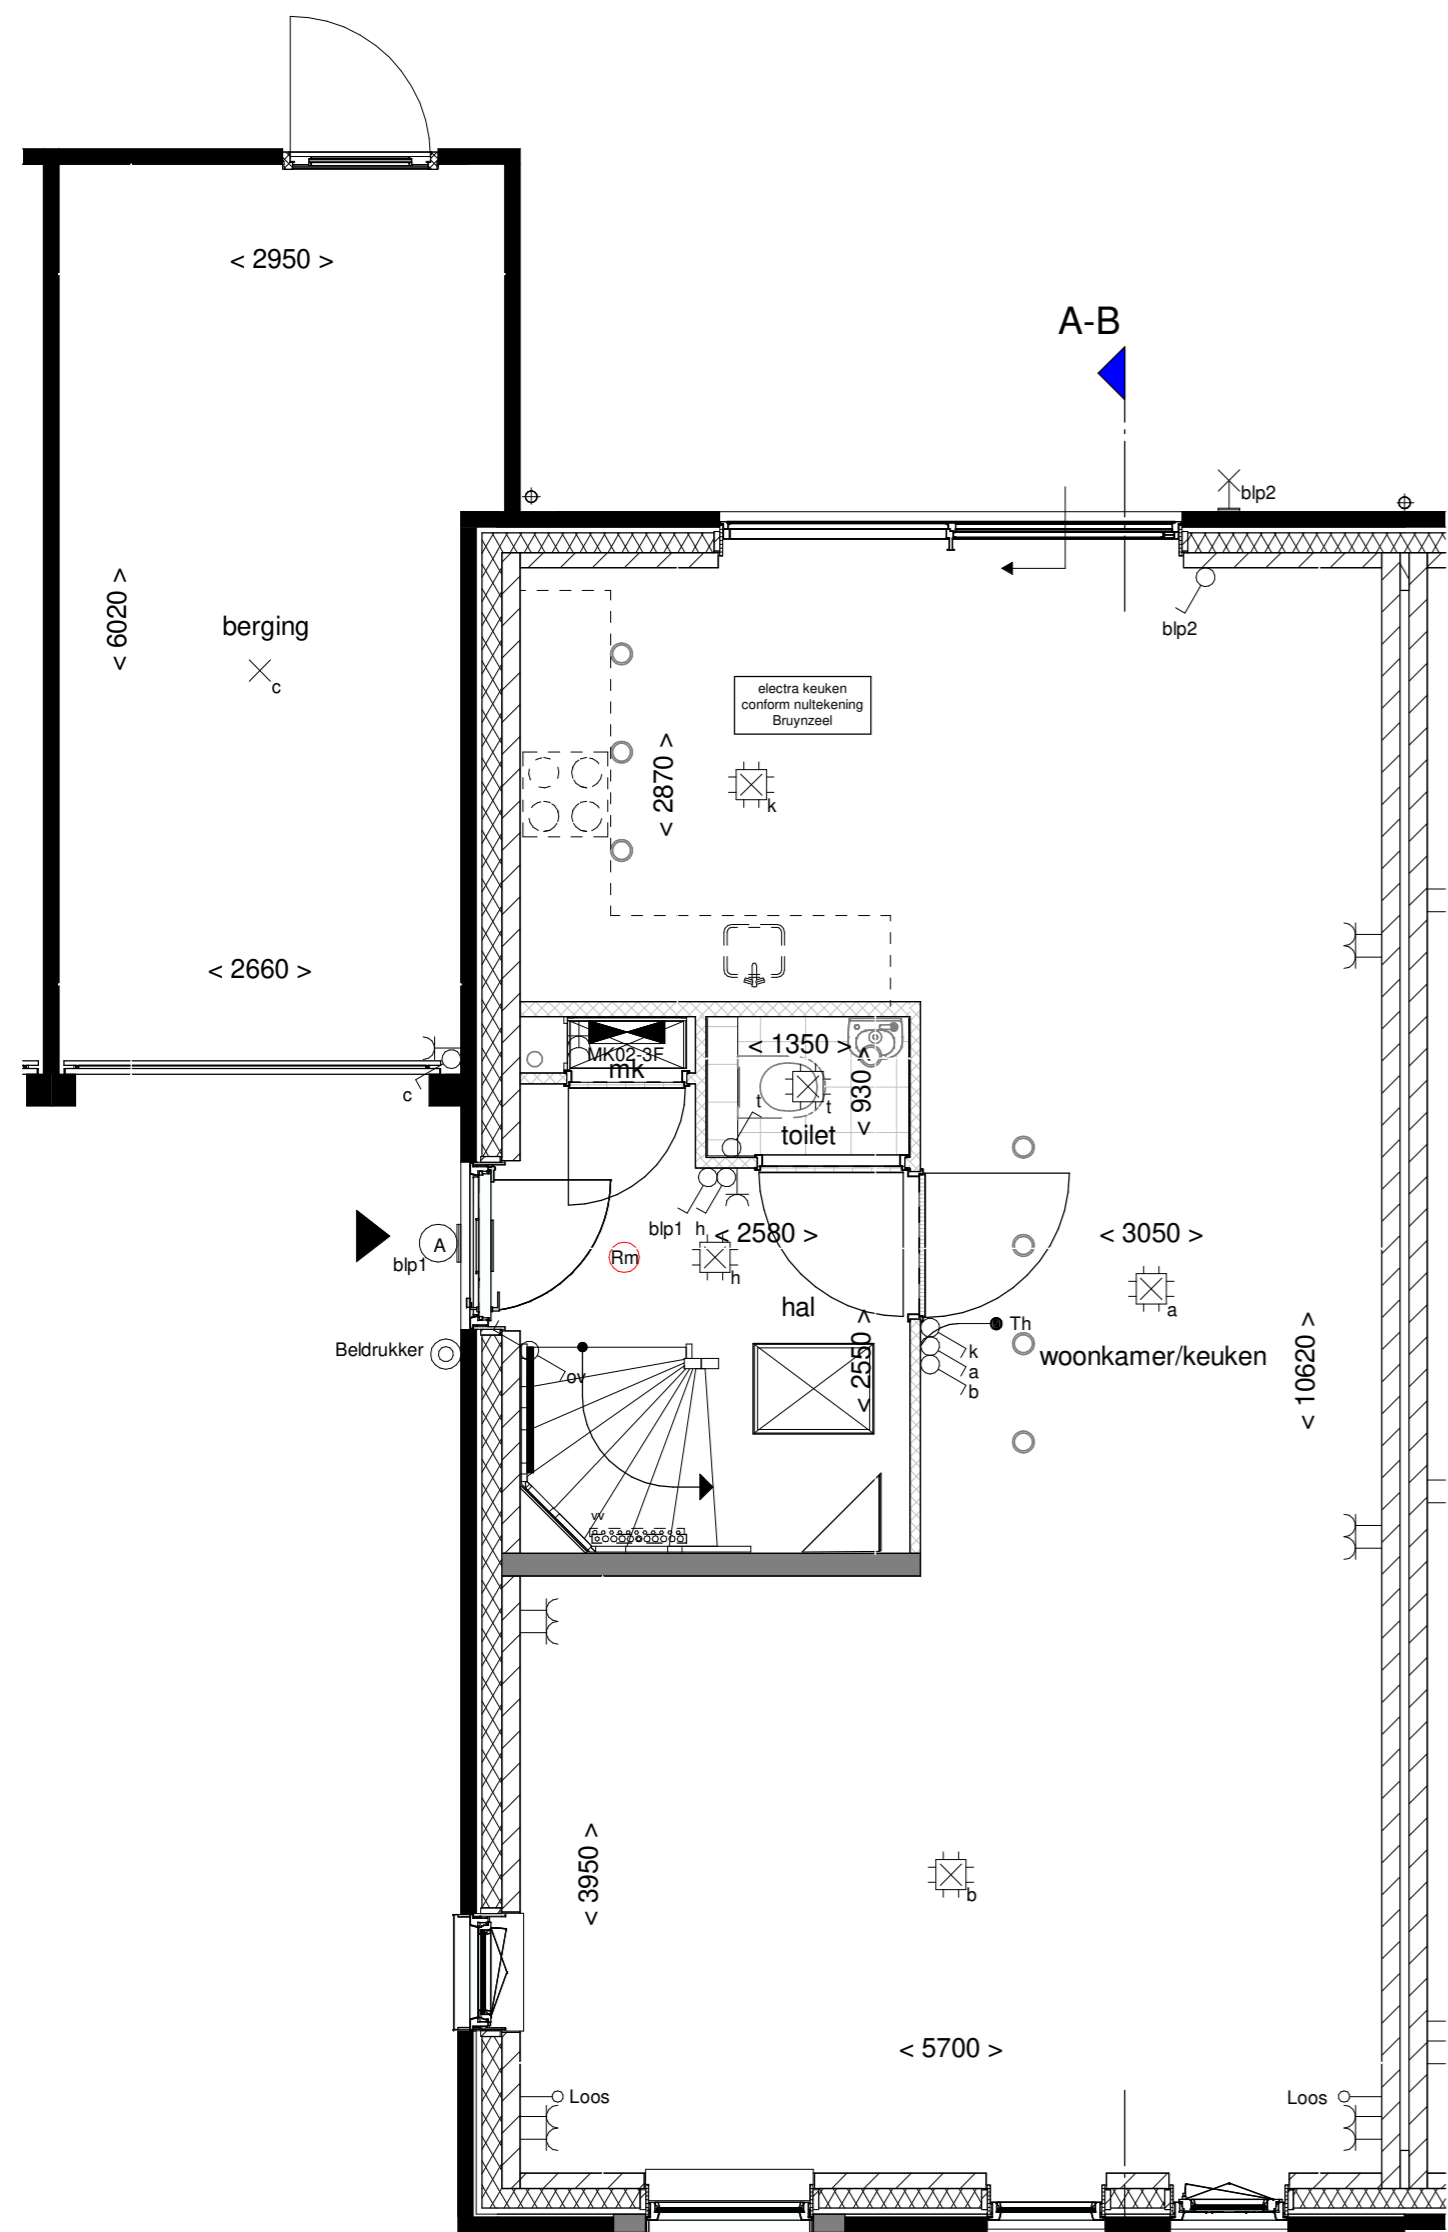 < 2950 >
A-B
blp2
blp2
< 6020 >
berging
c
electra keuken
conform nultekening
Bruynzeel
< 2870 >
k
< 2660 >
c
MK02-3F
mk
< 1350 >
< 930 >
t
t
toilet
blp1
h
< 2580 >
< 3050 >
A
blp1
Rm
h
a
hal
Th
Beldrukker
k
a
b
woonkamer/keuken
ov
< 2550 >
< 10620 >
vv
< 3950 >
b
< 5700 >
Loos
Loos